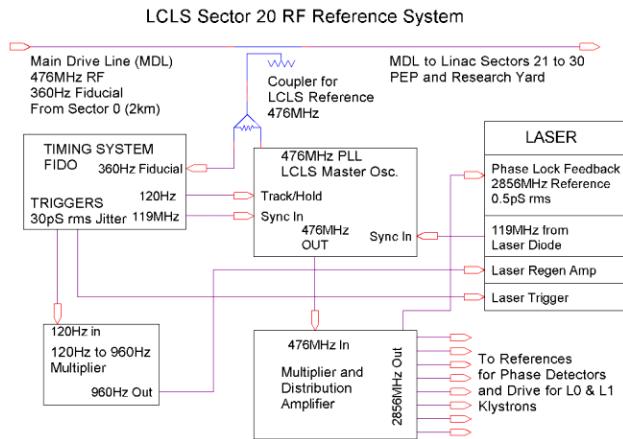 LCLS Sector 20 RF Reference System
Main Drive Line (MDL)
476MHz RF
360Hz Fiducial
From Sector 0 (2km)
Coupler for
LCLS Reference
476MHz
MDL to Linac Sectors 21 to 30
PEP and Research Yard
TIMING SYSTEM
FIDO
360Hz Fiducial
TRIGGERS
30pS rms Jitter
120Hz
119MHz
476MHz PLL
LCLS Master Osc.
Track/Hold
Sync In
476MHz
OUT
Sync In
LASER
Phase Lock Feedback
2856MHz Reference
0.5pS rms
119MHz from
Laser Diode
Laser Regen Amp
Laser Trigger
120Hz in
120Hz to 960Hz
Multiplier
960Hz Out
476MHz In
Multiplier and
Distribution
Amplifier
2856MHz Out
To References
for Phase Detectors
and Drive for L0 & L1
Klystrons